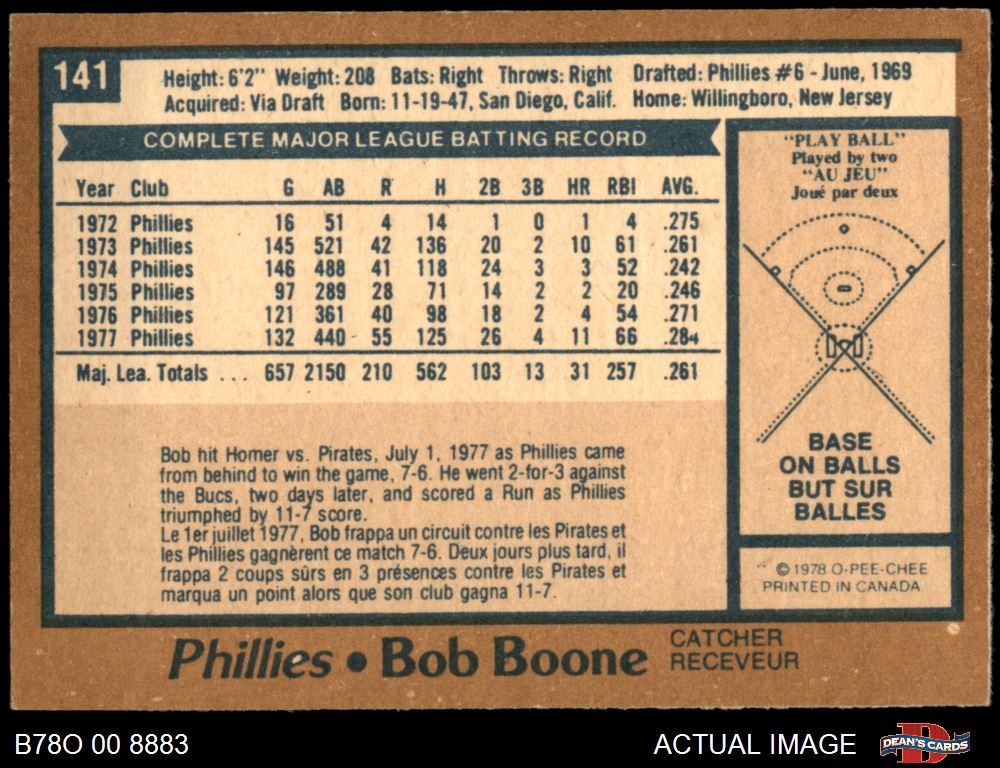 141
Height: 6'2" Weight: 208 Bats: Right Throws: Right Drafted: Phillies #6 - June, 1969
Acquired: Via Draft Born: 11-19-47, San Diego, Calif. Home: Willingboro, New Jersey
COMPLETE MAJOR LEAGUE BATTING RECORD
Year Club G AB R H 2B 3B HR RBI AVG.
1972 Phillies 16 51 4 14 1 0 1 4 .275
1973 Phillies 145 521 42 136 20 2 10 61 .261
1974 Phillies 146 488 41 118 24 3 3 52 .242
1975 Phillies 97 289 28 71 14 2 2 20 .246
1976 Phillies 121 361 40 98 18 2 4 54 .271
1977 Phillies 132 440 55 125 26 4 11 66 .284
Maj. Lea. Totals ... 657 2150 210 562 103 13 31 257 .261
Bob hit Homer vs. Pirates, July 1, 1977 as Phillies came
from behind to win the game, 7-6. He went 2-for-3 against
the Bucs, two days later, and scored a Run as Phillies
triumphed by 11-7 score.
Le 1er juillet 1977, Bob frappa un circuit contre les Pirates et
les Phillies gagnèrent ce match 7-6. Deux jours plus tard, il
frappa 2 coups sûrs en 3 présences contre les Pirates et
marqua un point alors que son club gagna 11-7.
"PLAY BALL"
Played by two
"AU JEU"
Joué par deux
BASE
ON BALLS
BUT SUR
BALLES
© 1978 O-PEE-CHEE
PRINTED IN CANADA
Phillies • Bob Boone
CATCHER
RECEVEUR
B78O 00 8883
ACTUAL IMAGE
DEAN'S CARDS